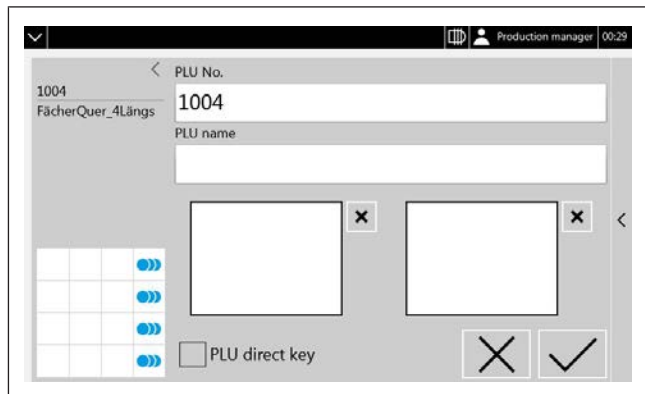 Production manager 00:29
1004
FächerQuer_4Längs
PLU No.
1004
PLU name
PLU direct key